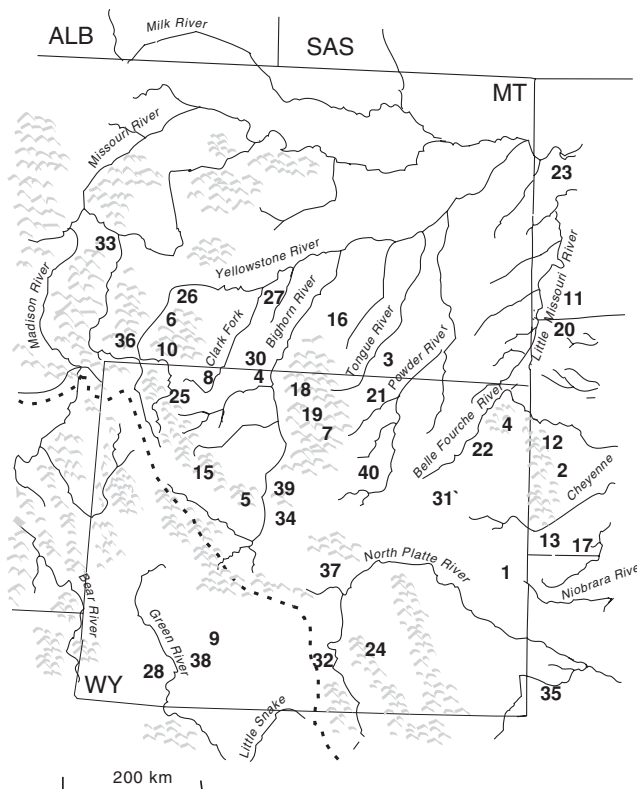 Milk River
ALB
SAS
MT
Missouri River
23
33
Yellowstone River
Little Missouri River
Madison River
26
27
Bighorn River
11
6
16
20
36
10
Clark Fork
30
Tongue River
3
Powder River
8
4
18
21
25
19
4
7
Belle Fourche River
22
12
15
40
2
Cheyenne
5
39
31`
34
13
17
North Platte River
37
1
Niobrara Rive
Bear River
Green River
9
24
28
38
32
WY
35
Little Snake
200 km